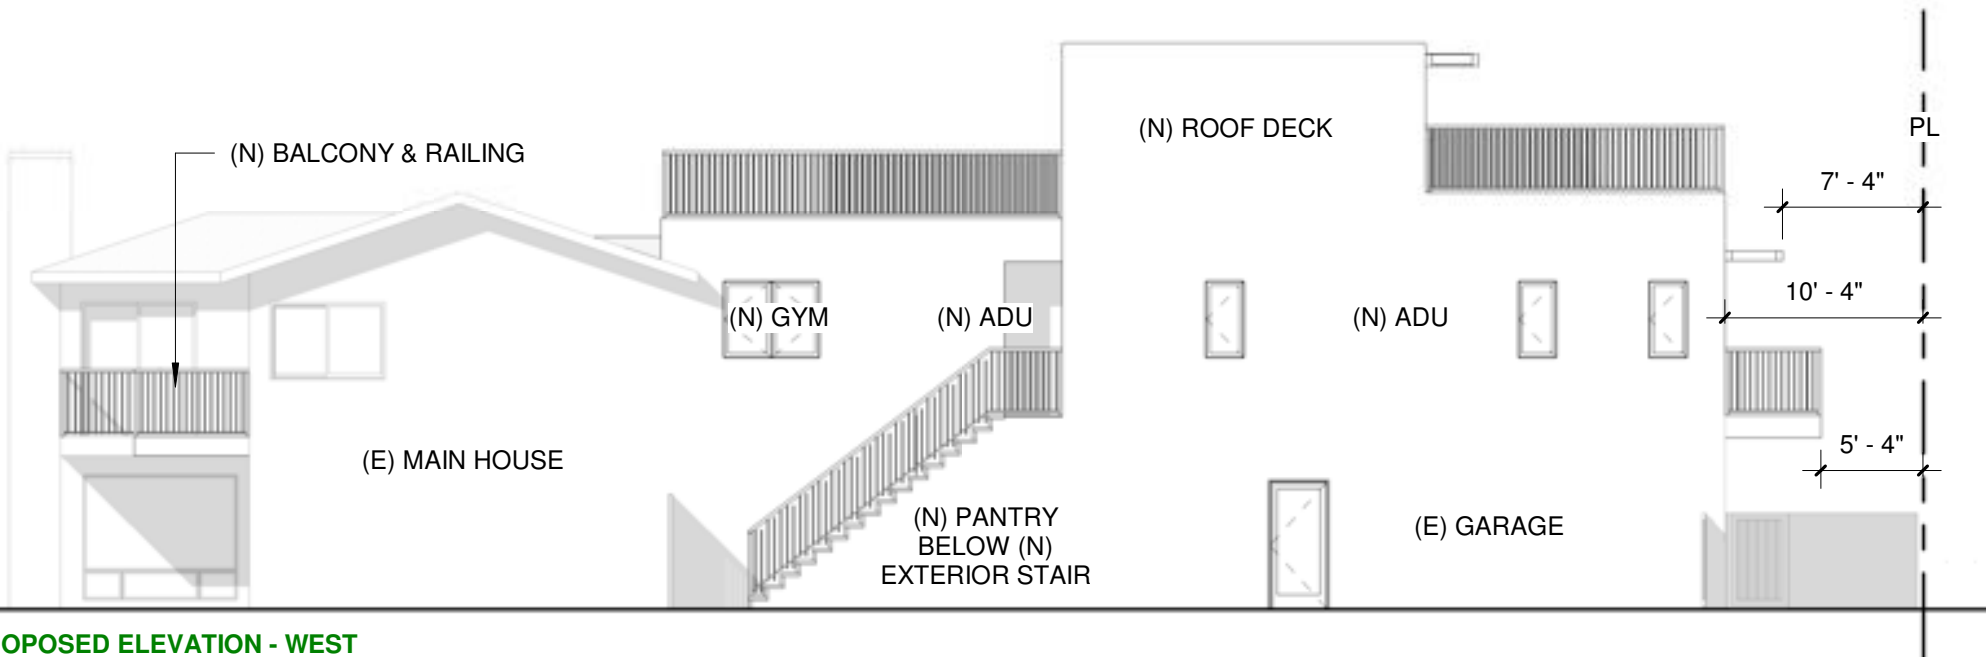 (N) ROOF DECK
PL
(N) BALCONY & RAILING
7' - 4"
10' - 4"
(N) GYM
(N) ADU
(N) ADU
5' - 4"
(E) MAIN HOUSE
(N) PANTRY
BELOW (N)
EXTERIOR STAIR
(E) GARAGE
OPOSED ELEVATION - WEST